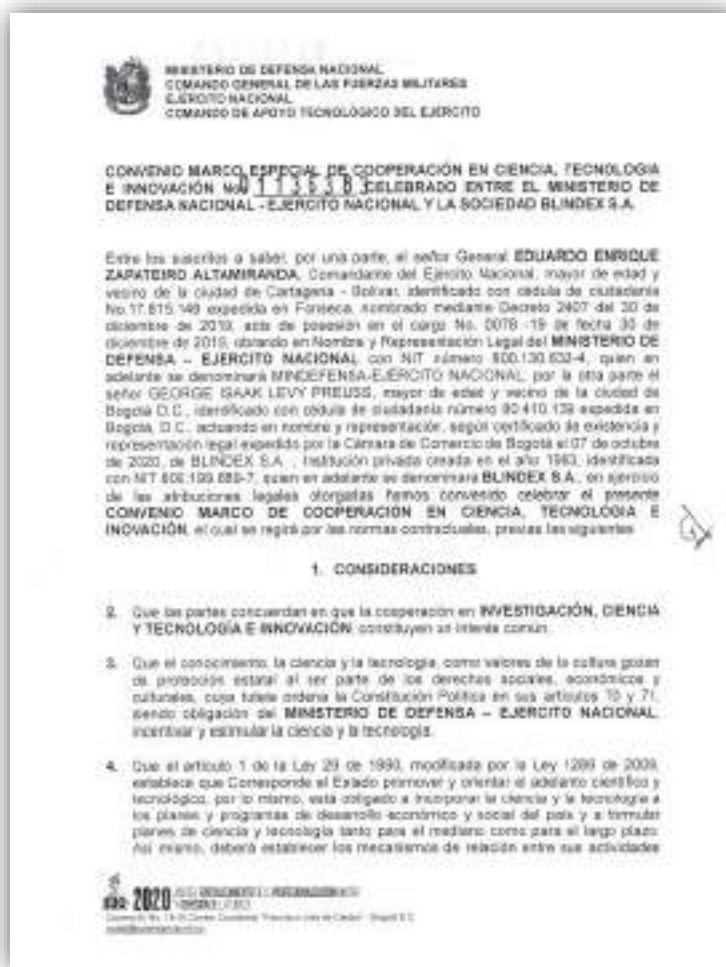 MINISTERIO DE DEFENSA NACIONAL
COMANDO GENERAL DE LAS FUERZAS MILITARES
EJÉRCITO NACIONAL
COMANDO DE APOYO TECNOLÓGICO DEL EJÉRCITO
CONVENIO MARCO ESPECIAL DE COOPERACIÓN EN CIENCIA, TECNOLOGIA
E INNOVACIÓN No. CELEBRADO ENTRE EL MINISTERIO DE
DEFENSA NACIONAL - EJERCITO NACIONAL Y LA SOCIEDAD BLINDEX S.A.
Entre los suscritos a saber, por una parte, el señor General EDUARDO ENRIQUE
ZAPATEIRO ALTAMIRANDA, Comandante del Ejército Nacional, mayor de edad y
vecino de la ciudad de Cartagena - Bolívar, identificado con cédula de ciudadanía
expedida en Fonseca, nombrado mediante Decreto 2407 del 30 de
diciembre de 2019, acta de posesión en el cargo No. 0078 -19 de fecha 30 de
diciembre de 2019, obrando en Nombre y Representación Legal del MINISTERIO DE
DEFENSA – EJERCITO NACIONAL con NIT número quien en
adelante se denominará MINDEFENSA-EJÉRCITO NACIONAL, por la otra parte el
señor GEORGE ISAAK LEVY PREUSS, mayor de edad y vecino de la ciudad de
Bogotá D.C., identificado con cédula de ciudadanía número expedida en
Bogotá, D.C., actuando en nombre y representación, según certificado de existencia y
representación legal expedido por la Cámara de Comercio de Bogotá el 07 de octubre
de 2020, de BLINDEX S.A., Institución privada creada en el año identificada
con NIT quien en adelante se denominará BLINDEX S.A., en ejercicio
de las atribuciones legales otorgadas hemos convenido celebrar el presente
CONVENIO MARCO DE COOPERACIÓN EN CIENCIA, TECNOLOGÍA E
INOVACIÓN, el cual se regirá por las normas contractuales, previas las siguientes
1. CONSIDERACIONES
2. Que las partes concuerdan en que la cooperación en INVESTIGACIÓN, CIENCIA
Y TECNOLOGÍA E INNOVACIÓN, constituyen un interés común.
3. Que el conocimiento, la ciencia y la tecnología, como valores de la cultura gozan
de protección estatal al ser parte de los derechos sociales, económicos y
culturales, cuya tutela ordena la Constitución Política en sus artículos 70 y 71,
siendo obligación del MINISTERIO DE DEFENSA – EJERCITO NACIONAL,
incentivar y estimular la ciencia y la tecnología.
4. Que el artículo 1 de la Ley 29 de 1990, modificada por la Ley 1286 de 2009,
establece que Corresponde al Estado promover y orientar el adelanto científico y
tecnológico, por lo mismo, está obligado a incorporar la ciencia y la tecnología a
los planes y programas de desarrollo económico y social del país y a formular
planes de ciencia y tecnología tanto para el mediano como para el largo plazo.
Así mismo, deberá establecer los mecanismos de relación entre sus actividades
2020